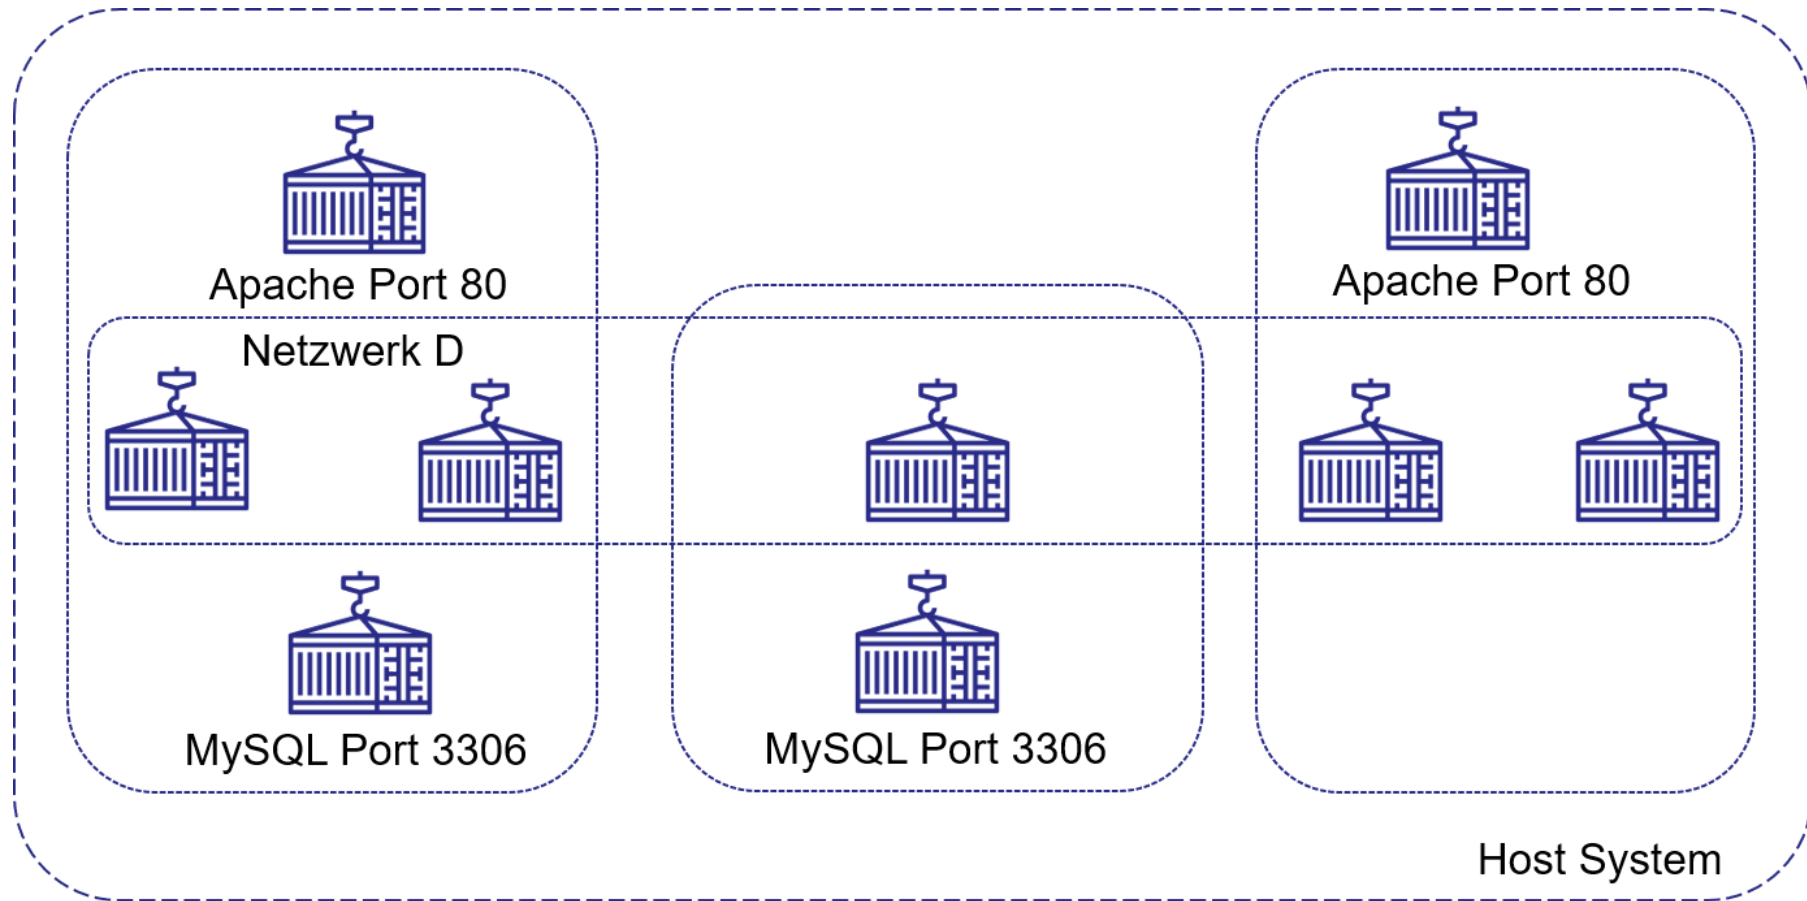 Apache Port 80
Apache Port 80
Netzwerk D
MySQL Port 3306
MySQL Port 3306
Host System